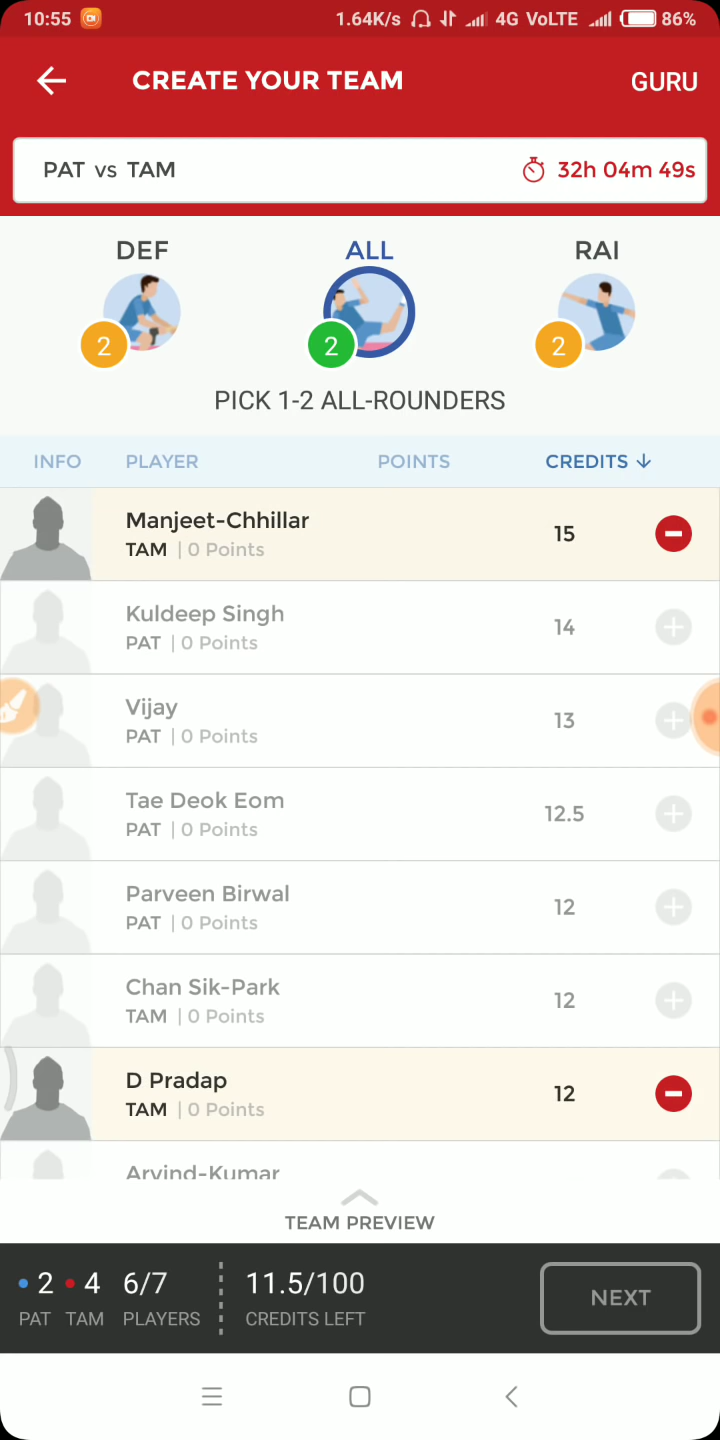 10:55 1.64K/s 4G VoLTE 86%
CREATE YOUR TEAM GURU
PAT vs TAM 32h 04m 49s
DEF ALL RAI
2 2 2
PICK 1-2 ALL-ROUNDERS
INFO PLAYER POINTS CREDITS
Manjeet-Chhillar
TAM | 0 Points 15
Kuldeep Singh
PAT | 0 Points 14
Vijay
PAT | 0 Points 13
Tae Deok Eom
PAT | 0 Points 12.5
Parveen Birwal
PAT | 0 Points 12
Chan Sik-Park
TAM | 0 Points 12
D Pradap
TAM | 0 Points 12
Arvind-Kumar
TEAM PREVIEW
2 4 6/7 11.5/100 NEXT
PAT TAM PLAYERS CREDITS LEFT